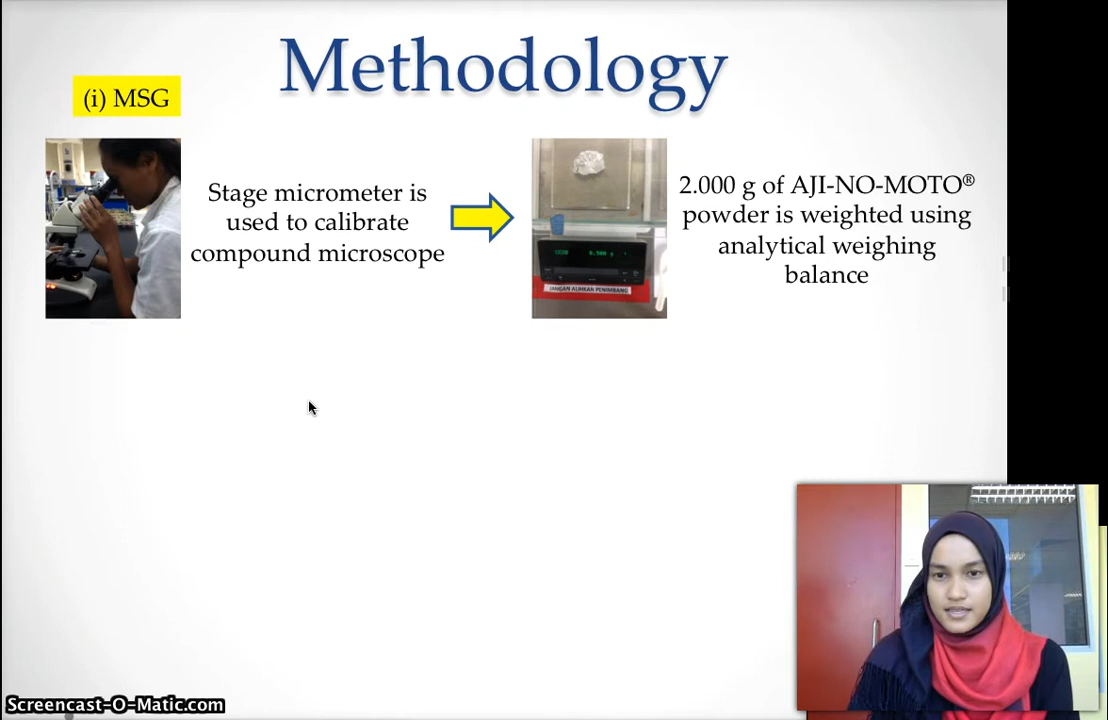 Methodology
(i) MSG
Stage micrometer is
used to calibrate
compound microscope
2.000 g of AJI-NO-MOTO®
powder is weighted using
analytical weighing
balance
JANGAN ALIHKAN PENIMBANG
Screencast-O-Matic.com